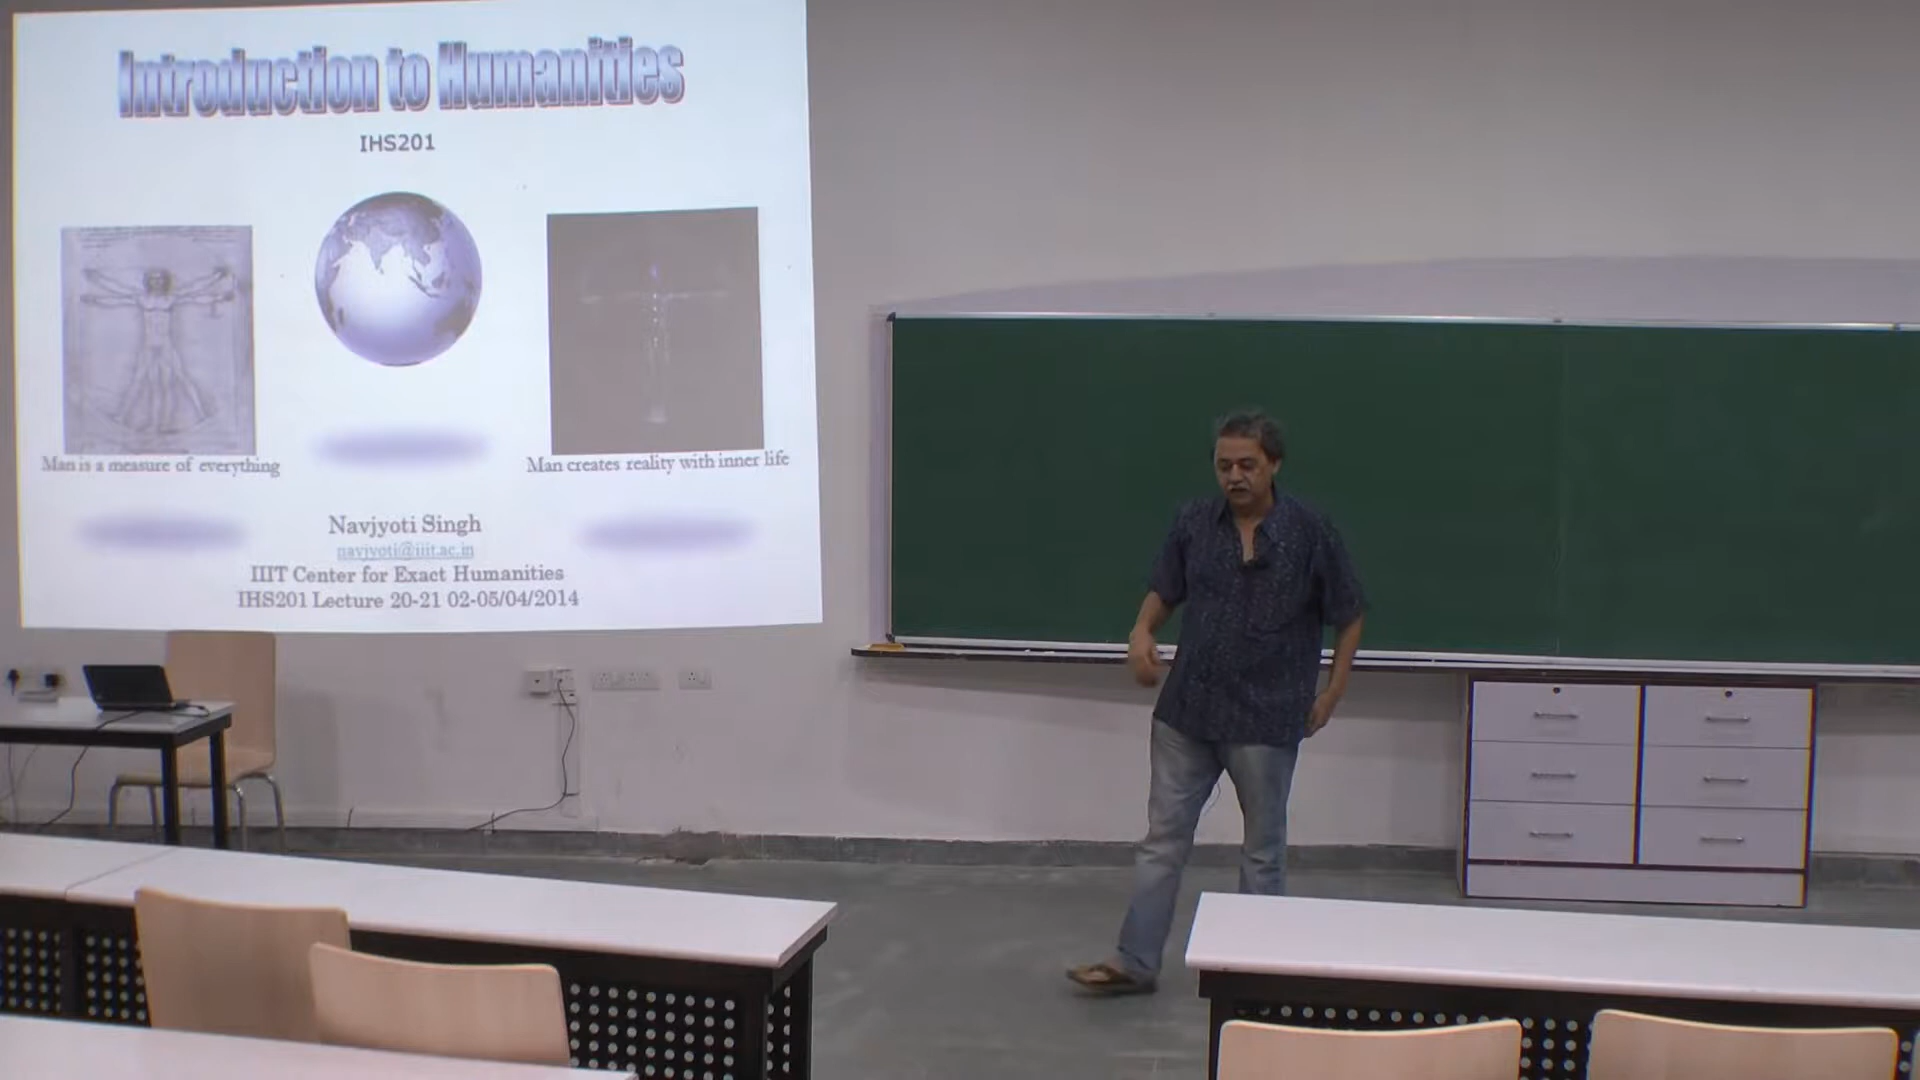 Introduction to Humanities
IHS201
Man is a measure of everything
Man creates reality with inner life
Navjyoti Singh
navjyoti@iiit.ac.in
IIIT Center for Exact Humanities
IHS201 Lecture 20-21 02-05/04/2014